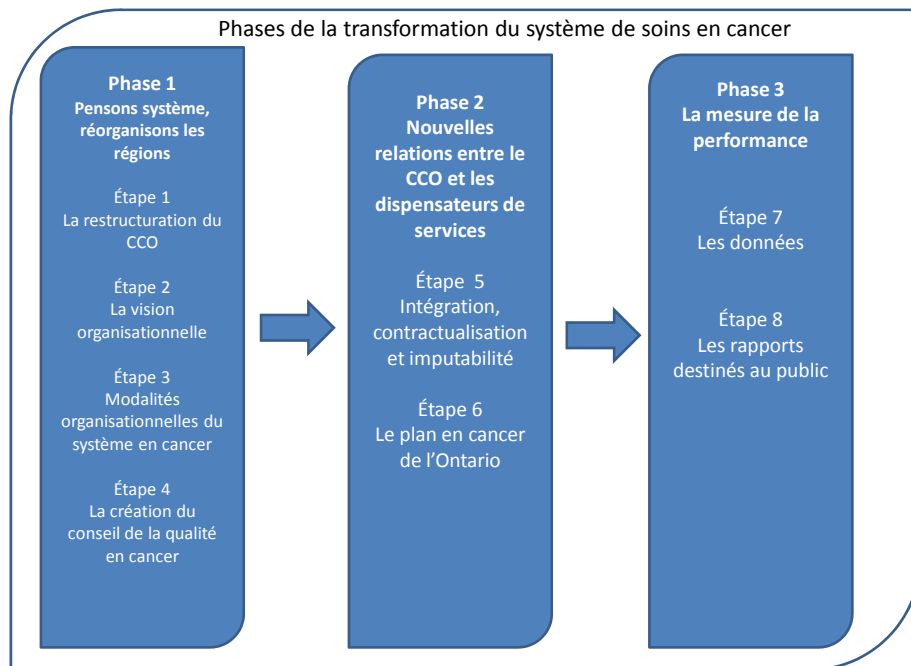 Phases de la transformation du système de soins en cancer
Phase 1
Pensons système,
réorganisons les
régions
Étape 1
La restructuration du
CCO
Étape 2
La vision
organisationnelle
Étape 3
Modalités
organisationnelles du
système en cancer
Étape 4
La création du
conseil de la qualité
en cancer
Phase 2
Nouvelles
relations entre le
CCO et les
dispensateurs de
services
Étape 5
Intégration,
contractualisation
et imputabilité
Étape 6
Le plan en cancer
de l'Ontario
Phase 3
La mesure de la
performance
Étape 7
Les données
Étape 8
Les rapports
destinés au public